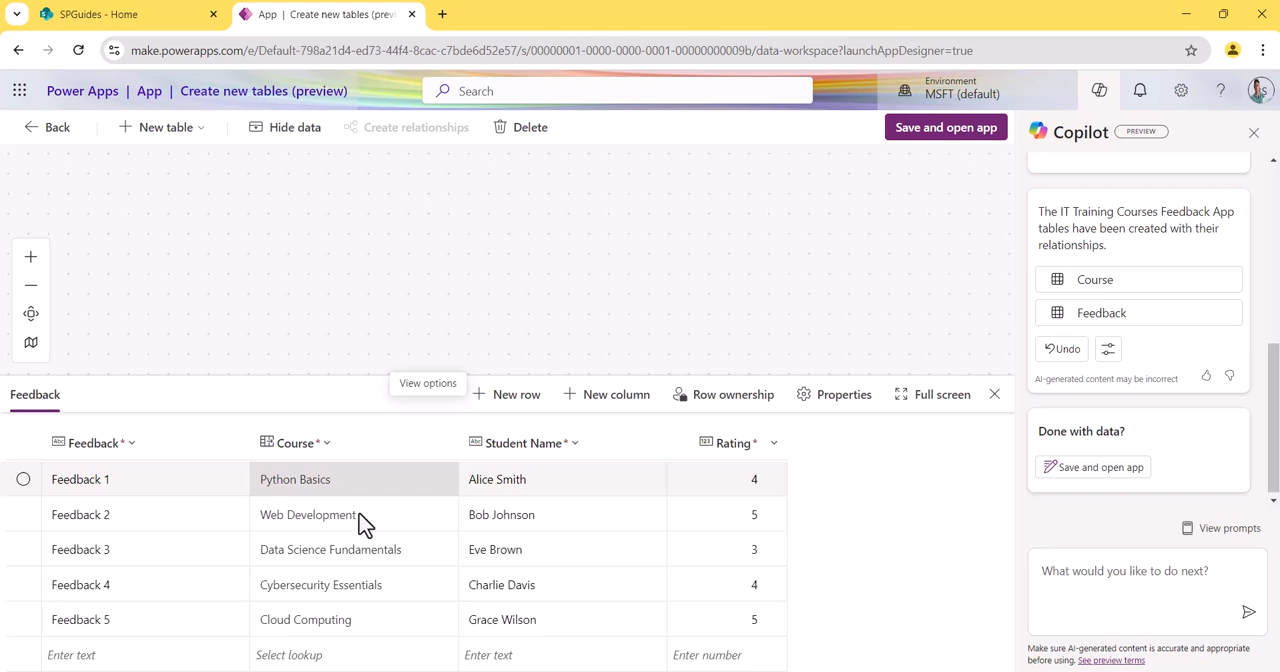 SPGuides - Home
App | Create new tables (previ
make.powerapps.com/e/Default-798a21d4-ed73-44f4-8cac-c7bde6d52e57/s/00000001-0000-0000-0001-00000000009b/data-workspace?launchAppDesigner=true
Power Apps | App | Create new tables (preview)
Search
Environment
MSFT (default)
Back
New table
Hide data
Create relationships
Delete
Save and open app
Copilot PREVIEW
The IT Training Courses Feedback App
tables have been created with their
relationships.
Course
Feedback
Undo
AI-generated content may be incorrect
Done with data?
Save and open app
View prompts
What would you like to do next?
Make sure AI-generated content is accurate and appropriate
before using. See preview terms
View options
Feedback
New row
New column
Row ownership
Properties
Full screen
Feedback* Course* Student Name* Rating*
Feedback 1 Python Basics Alice Smith 4
Feedback 2 Web Development Bob Johnson 5
Feedback 3 Data Science Fundamentals Eve Brown 3
Feedback 4 Cybersecurity Essentials Charlie Davis 4
Feedback 5 Cloud Computing Grace Wilson 5
Enter text Select lookup Enter text Enter number